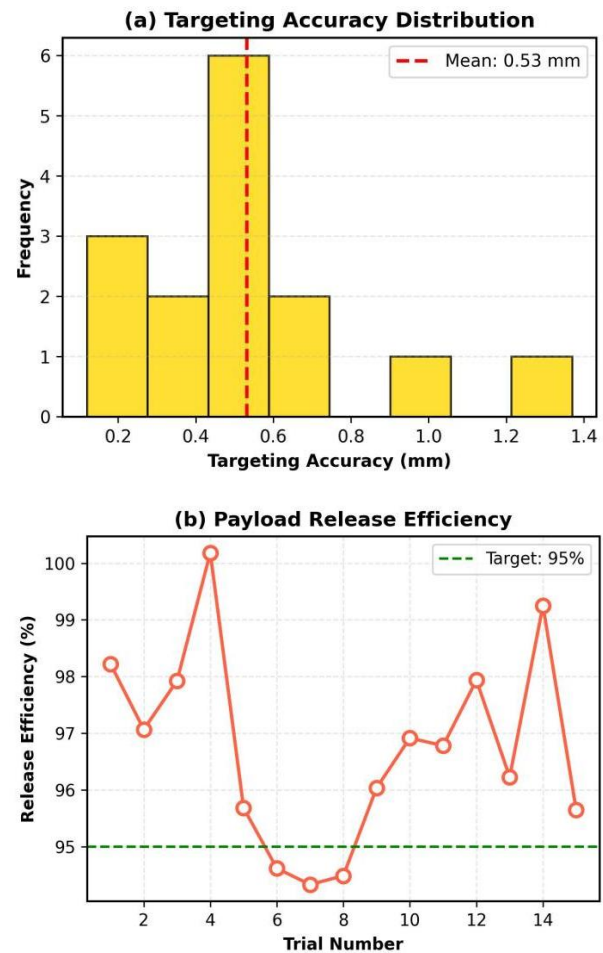 (a) Targeting Accuracy Distribution
Mean: 0.53 mm
6
5
4
3
2
1
0
Frequency
0.2 0.4 0.6 0.8 1.0 1.2 1.4
Targeting Accuracy (mm)
(b) Payload Release Efficiency
Target: 95%
100
99
98
97
96
95
Release Efficiency (%)
2 4 6 8 10 12 14
Trial Number